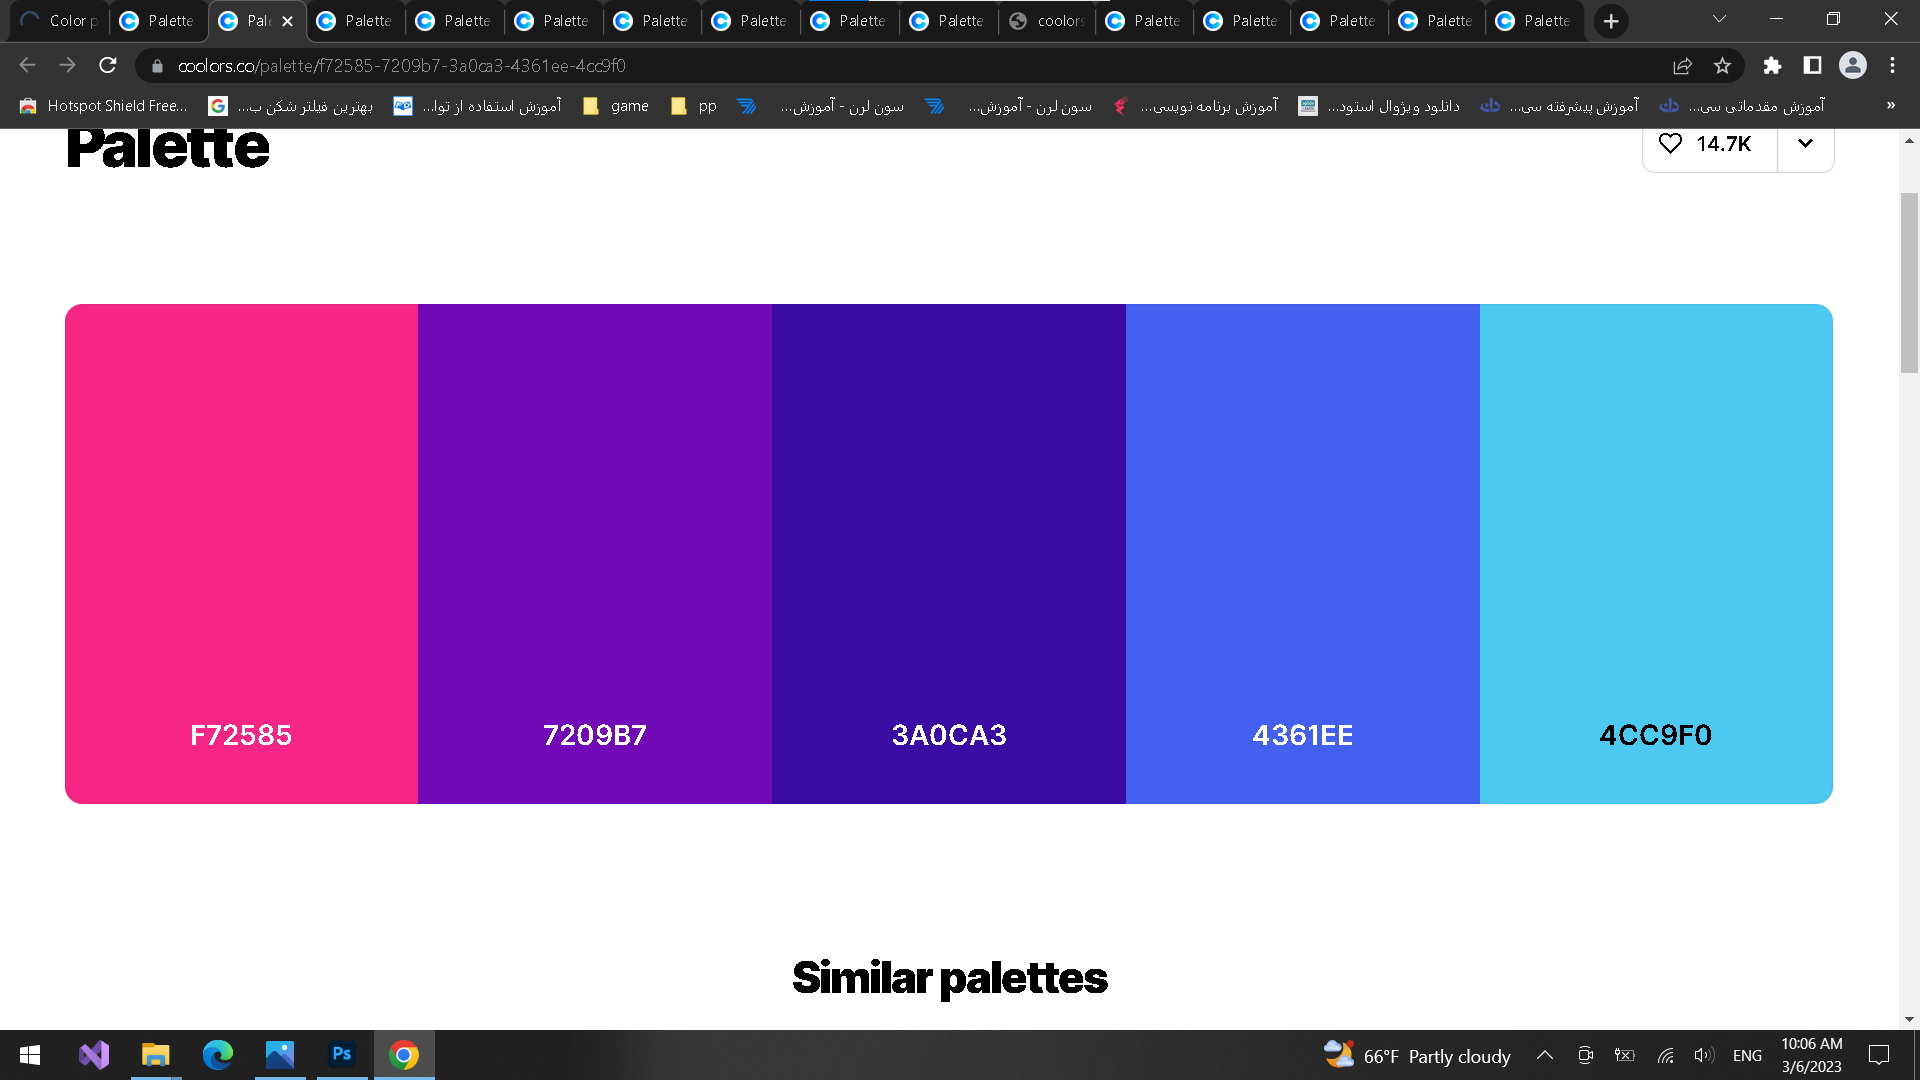 Color p
Palette
Pale
Palette
Palette
Palette
Palette
Palette
Palette
Palette
coolors
Palette
Palette
Palette
Palette
Palette
coolors.co/palette/f72585-7209b7-3a0ca3-4361ee-4cc9f0
Hotspot Shield Free...
بهترین فیلتر شکن ب...
آموزش استفاده از توا...
game
pp
سون لرن - آموزش...
سون لرن - آموزش...
آموزش برنامه نویسی...
دانلود ویژوال استود...
آموزش پیشرفته سی...
آموزش مقدماتی سی...
»
Palette
14.7K
F72585
7209B7
3A0CA3
4361EE
4CC9F0
Similar palettes
Ps
66°F Partly cloudy
ENG
10:06 AM
3/6/2023